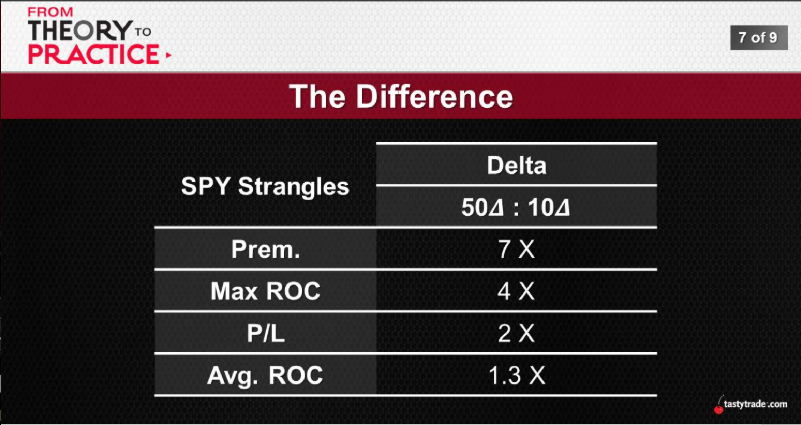 FROM
THEORY TO
PRACTICE
7 of 9
The Difference
SPY Strangles
Delta
50Δ : 10Δ
Prem. 7 X
Max ROC 4 X
P/L 2 X
Avg. ROC 1.3 X
tastytrade.com